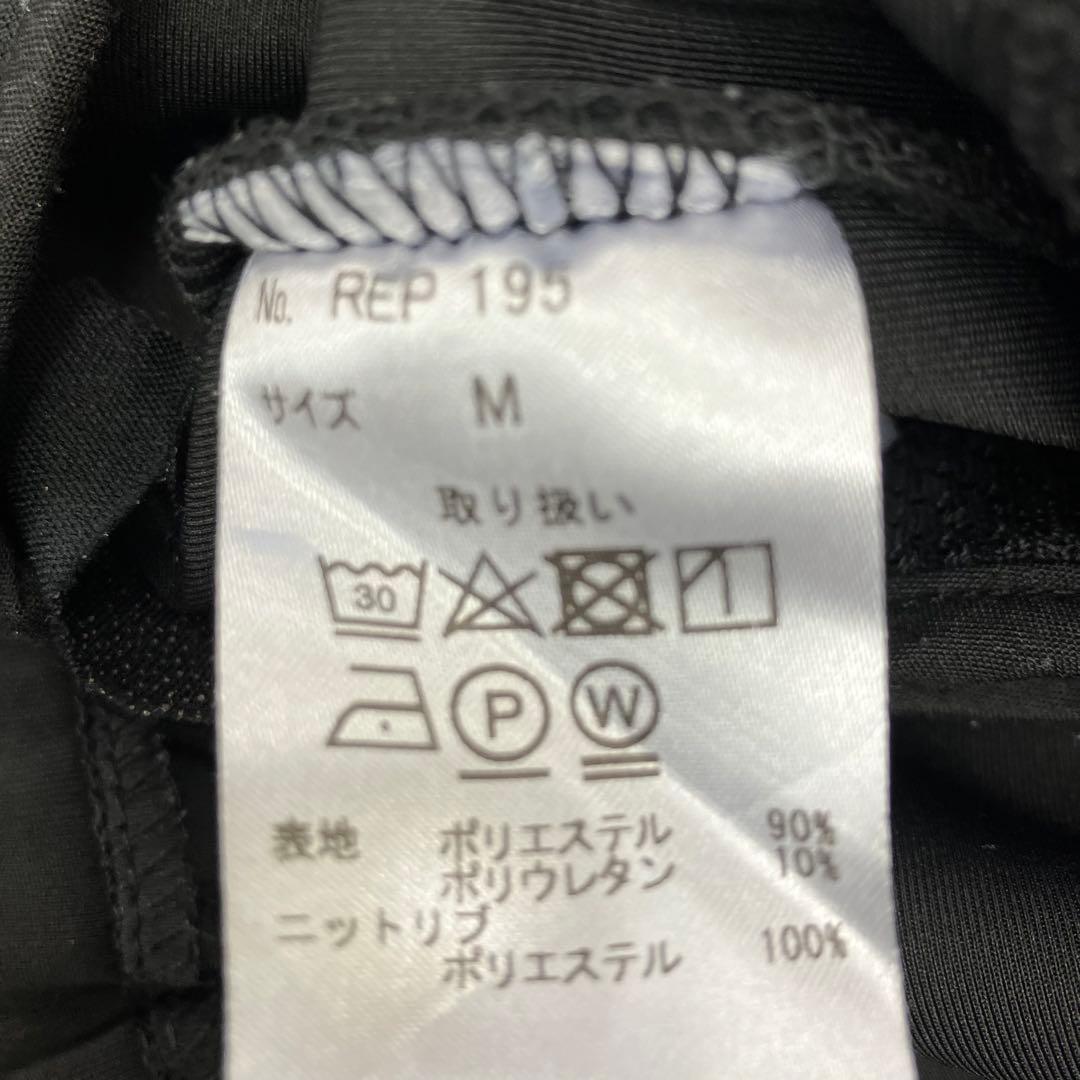 No. REP 195
サイズ M
取り扱い
30
P W
表地 ポリエステル 90%
ポリウレタン 10%
ニットリブ
ポリエステル 100%